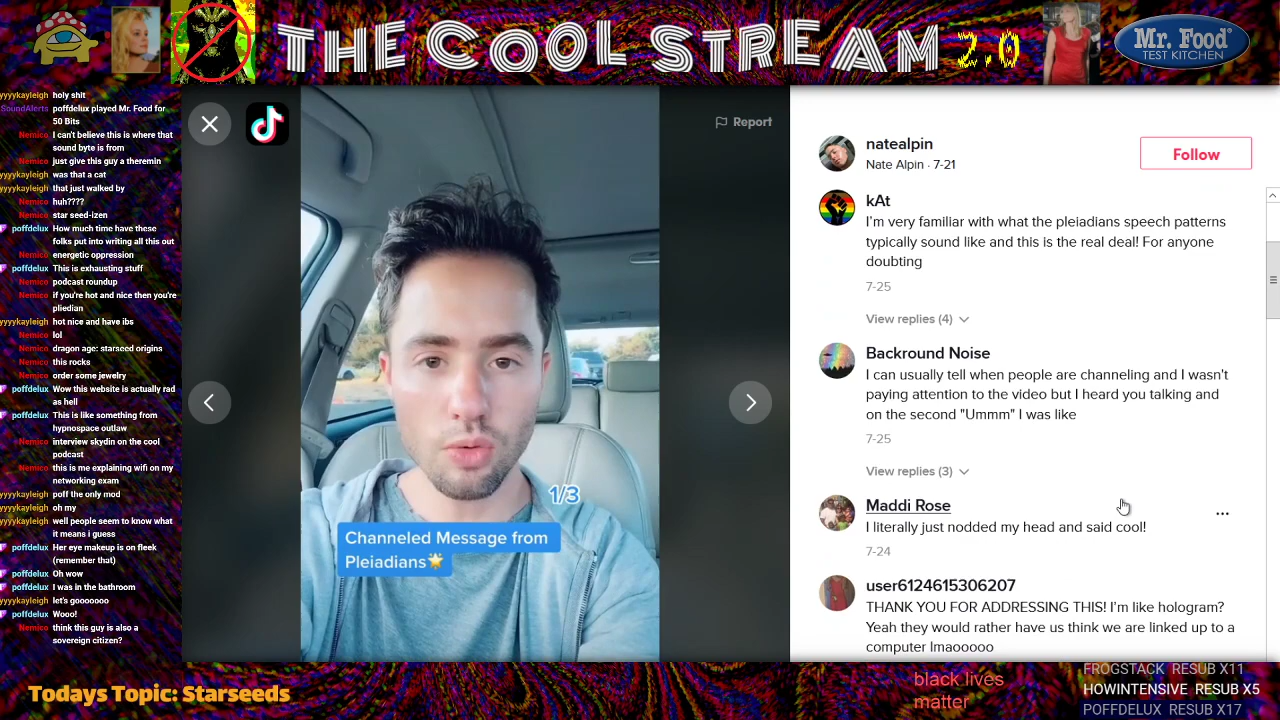 THE COOL STREAM 2.0
Mr. Food®
TEST KITCHEN
yyyykayleigh holy shit
SoundAlerts poffdelux played Mr. Food for
50 Bits
Nemico I can't believe this is where that
sound byte is from
Nemico just give this guy a theremin
yyyykayleigh was that a cat
yyyykayleigh that just walked by
Nemico huh????
Nemico star seed-izen
poffdelux How much time have these
folks put into writing all this out
Nemico energetic oppression
poffdelux This is exhausting stuff
Nemico podcast roundup
Nemico if you're hot and nice then you're
pliedian
yyyykayleigh hot nice and have ibs
Nemico lol
Nemico dragon age: starseed origins
Nemico this rocks
Nemico order some jewelry
poffdelux Wow this website is actually rad
as hell
poffdelux This is like something from
hypnospace outlaw
Nemico interview skydin on the cool
podcast
Nemico this is me explaining wifi on my
networking exam
yyyykayleigh poff the only mod
yyyykayleigh oh my
yyyykayleigh well people seem to know what
it means i guess
poffdelux Her eye makeup is on fleek
(remember that)
poffdelux Oh wow
poffdelux I was in the bathroom
yyyykayleigh let's gooooooo
poffdelux Wooo!
Nemico think this guy is also a
sovereign citizen?
Report
1/3
Channeled Message from
Pleiadians🌟
natealpin
Nate Alpin · 7-21
Follow
kAt
I'm very familiar with what the pleiadians speech patterns
typically sound like and this is the real deal! For anyone
doubting
7-25
View replies (4)
Backround Noise
I can usually tell when people are channeling and I wasn't
paying attention to the video but I heard you talking and
on the second "Ummm" I was like
7-25
View replies (3)
Maddi Rose
...
I literally just nodded my head and said cool!
7-24
user6124615306207
THANK YOU FOR ADDRESSING THIS! I'm like hologram?
Yeah they would rather have us think we are linked up to a
computer lmaooooo
Todays Topic: Starseeds
black lives
matter
FROGSTACK RESUB X11
HOWINTENSIVE RESUB X5
POFFDELUX RESUB X17